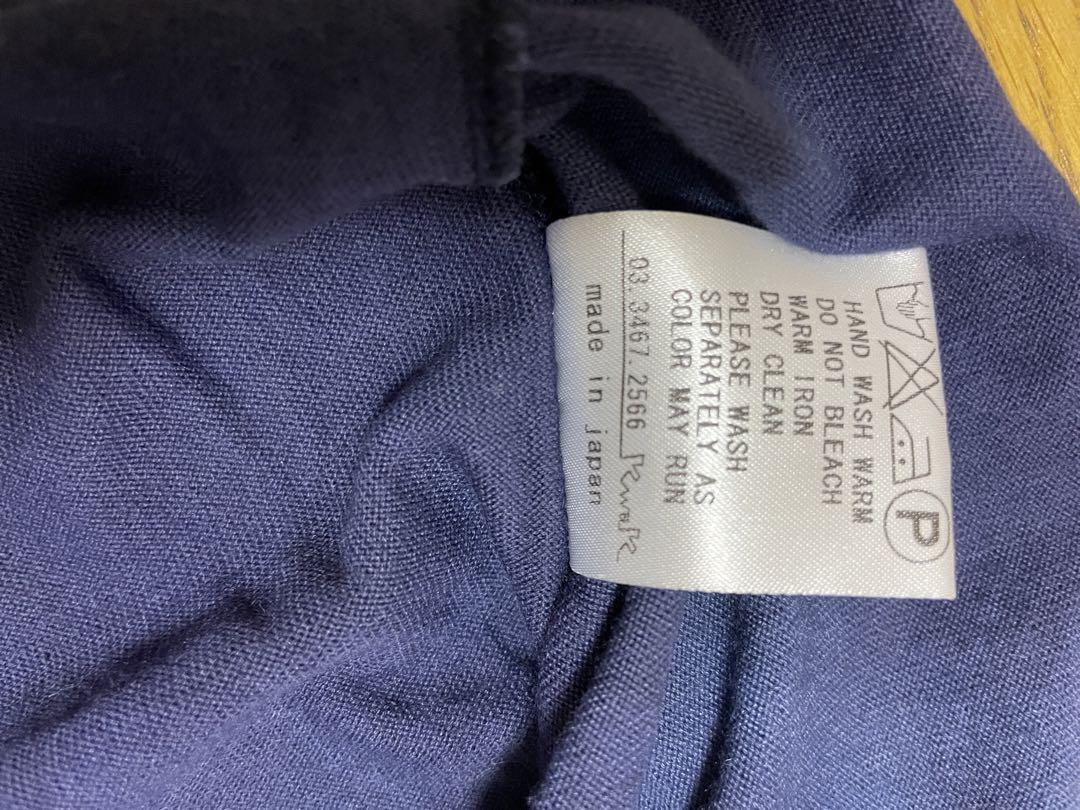 P
HAND WASH WARM
DO NOT BLEACH
WARM IRON
DRY CLEAN
PLEASE WASH
SEPARATELY AS
COLOR MAY RUN
03 3467.2566
made in japan